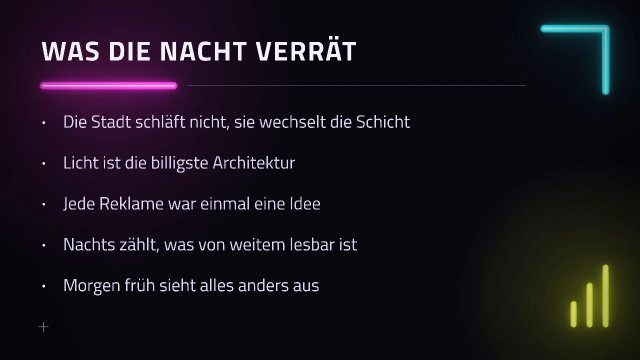 WAS DIE NACHT VERRÄT
• Die Stadt schläft nicht, sie wechselt die Schicht
• Licht ist die billigste Architektur
• Jede Reklame war einmal eine Idee
• Nachts zählt, was von weitem lesbar ist
• Morgen früh sieht alles anders aus